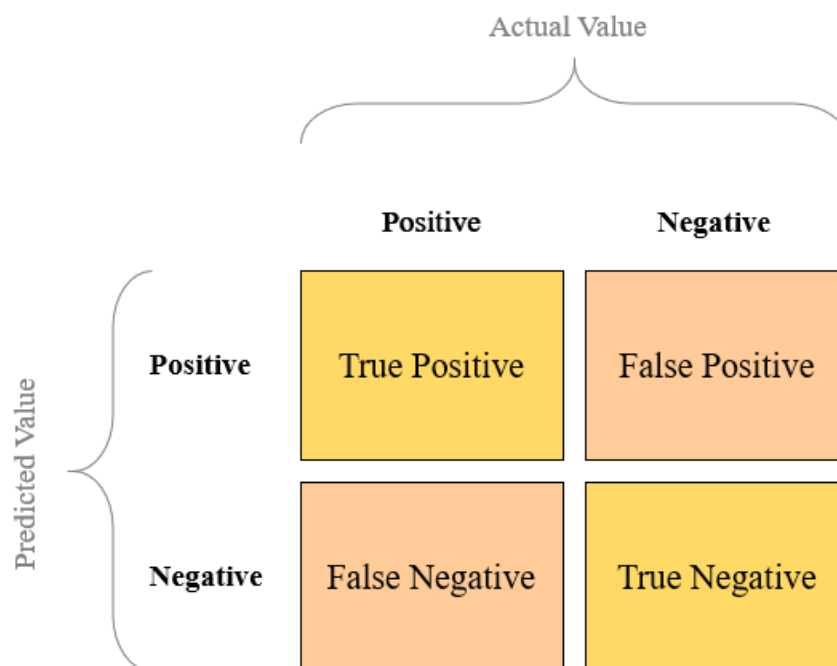 Actual Value
Positive
Negative
Predicted Value
Positive
True Positive
False Positive
Negative
False Negative
True Negative